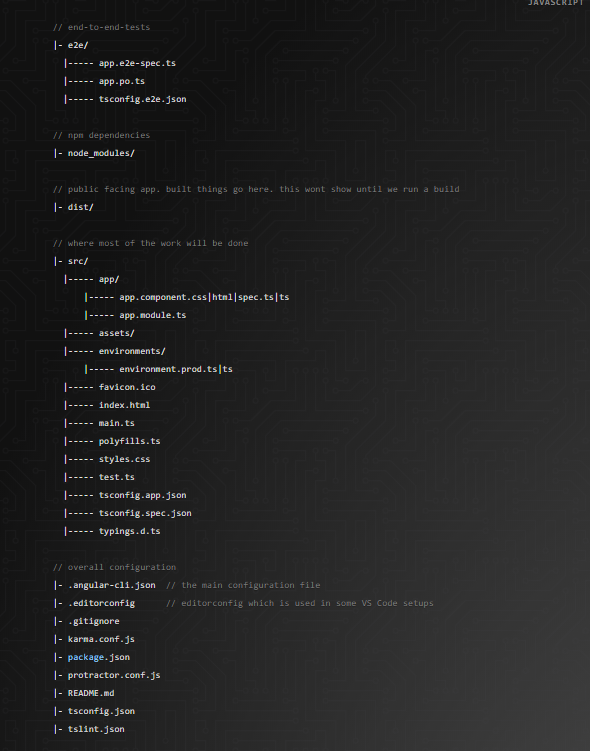 JAVASCRIPT
// end-to-end-tests
|- e2e/
  |----- app.e2e-spec.ts
  |----- app.po.ts
  |----- tsconfig.e2e.json
// npm dependencies
|- node_modules/
// public facing app. built things go here. this wont show until we run a build
|- dist/
// where most of the work will be done
|- src/
  |----- app/
      |----- app.component.css|html|spec.ts|ts
      |----- app.module.ts
  |----- assets/
  |----- environments/
      |----- environment.prod.ts|ts
  |----- favicon.ico
  |----- index.html
  |----- main.ts
  |----- polyfills.ts
  |----- styles.css
  |----- test.ts
  |----- tsconfig.app.json
  |----- tsconfig.spec.json
  |----- typings.d.ts
// overall configuration
|- .angular-cli.json  // the main configuration file
|- .editorconfig      // editorconfig which is used in some VS Code setups
|- .gitignore
|- karma.conf.js
|- package.json
|- protractor.conf.js
|- README.md
|- tsconfig.json
|- tslint.json